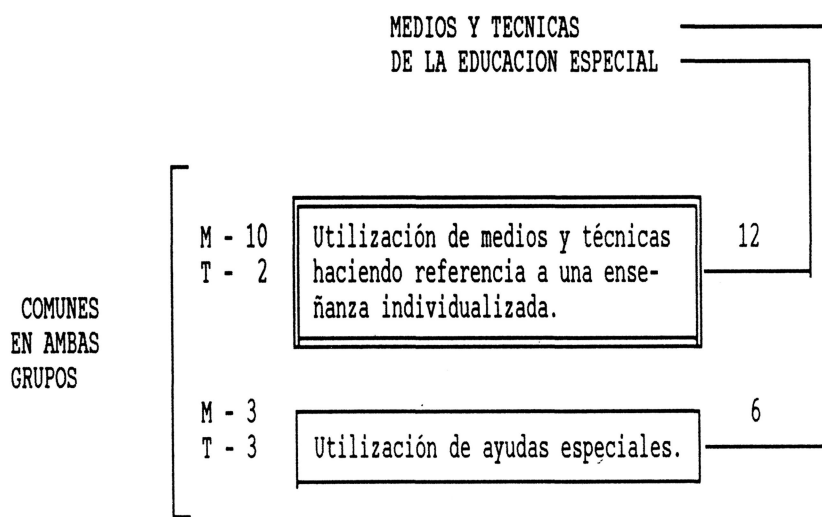 MEDIOS Y TECNICAS
DE LA EDUCACION ESPECIAL
M - 10
T - 2
Utilización de medios y técnicas
haciendo referencia a una ense-
ñanza individualizada.
12
COMUNES
EN AMBAS
GRUPOS
M - 3
T - 3
Utilización de ayudas especiales.
6